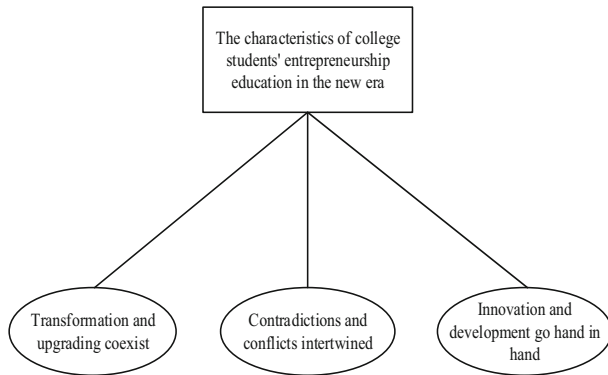 The characteristics of college
students' entrepreneurship
education in the new era
Transformation and
upgrading coexist
Contradictions and
conflicts intertwined
Innovation and
development go hand in
hand